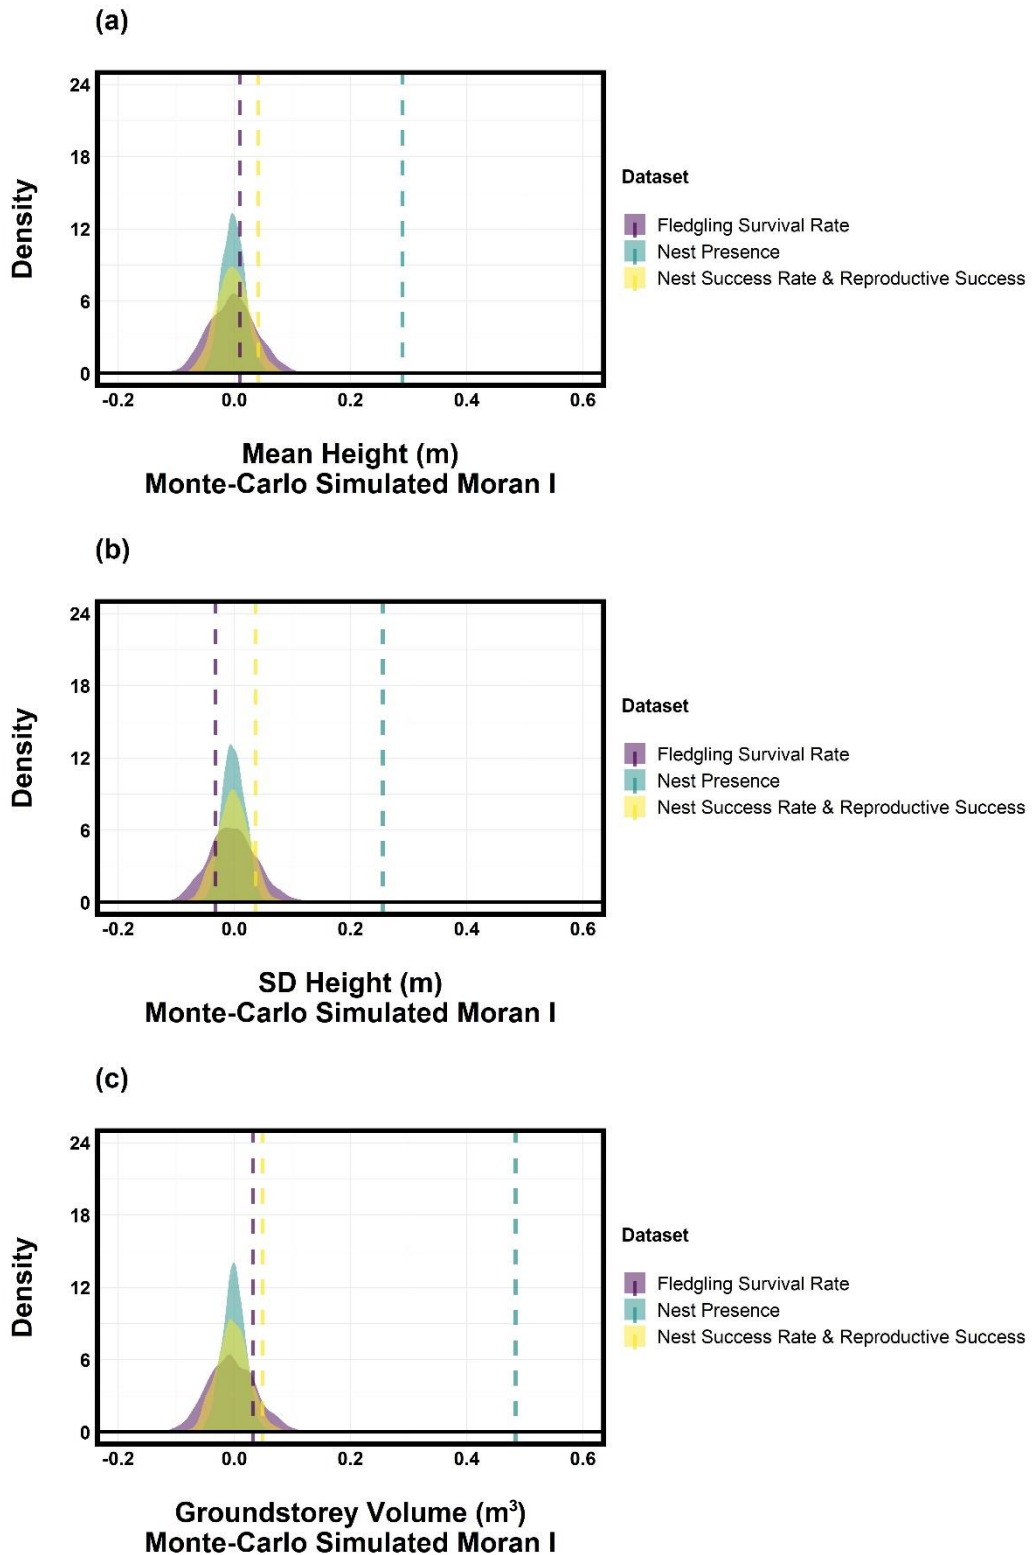 (a)
24
18
12
6
0
Density
-0.2 0.0 0.2 0.4 0.6
Mean Height (m)
Monte-Carlo Simulated Moran I
Dataset
Fledgling Survival Rate
Nest Presence
Nest Success Rate & Reproductive Success
(b)
24
18
12
6
0
Density
-0.2 0.0 0.2 0.4 0.6
SD Height (m)
Monte-Carlo Simulated Moran I
Dataset
Fledgling Survival Rate
Nest Presence
Nest Success Rate & Reproductive Success
(c)
24
18
12
6
0
Density
-0.2 0.0 0.2 0.4 0.6
Groundstorey Volume (m³)
Monte-Carlo Simulated Moran I
Dataset
Fledgling Survival Rate
Nest Presence
Nest Success Rate & Reproductive Success